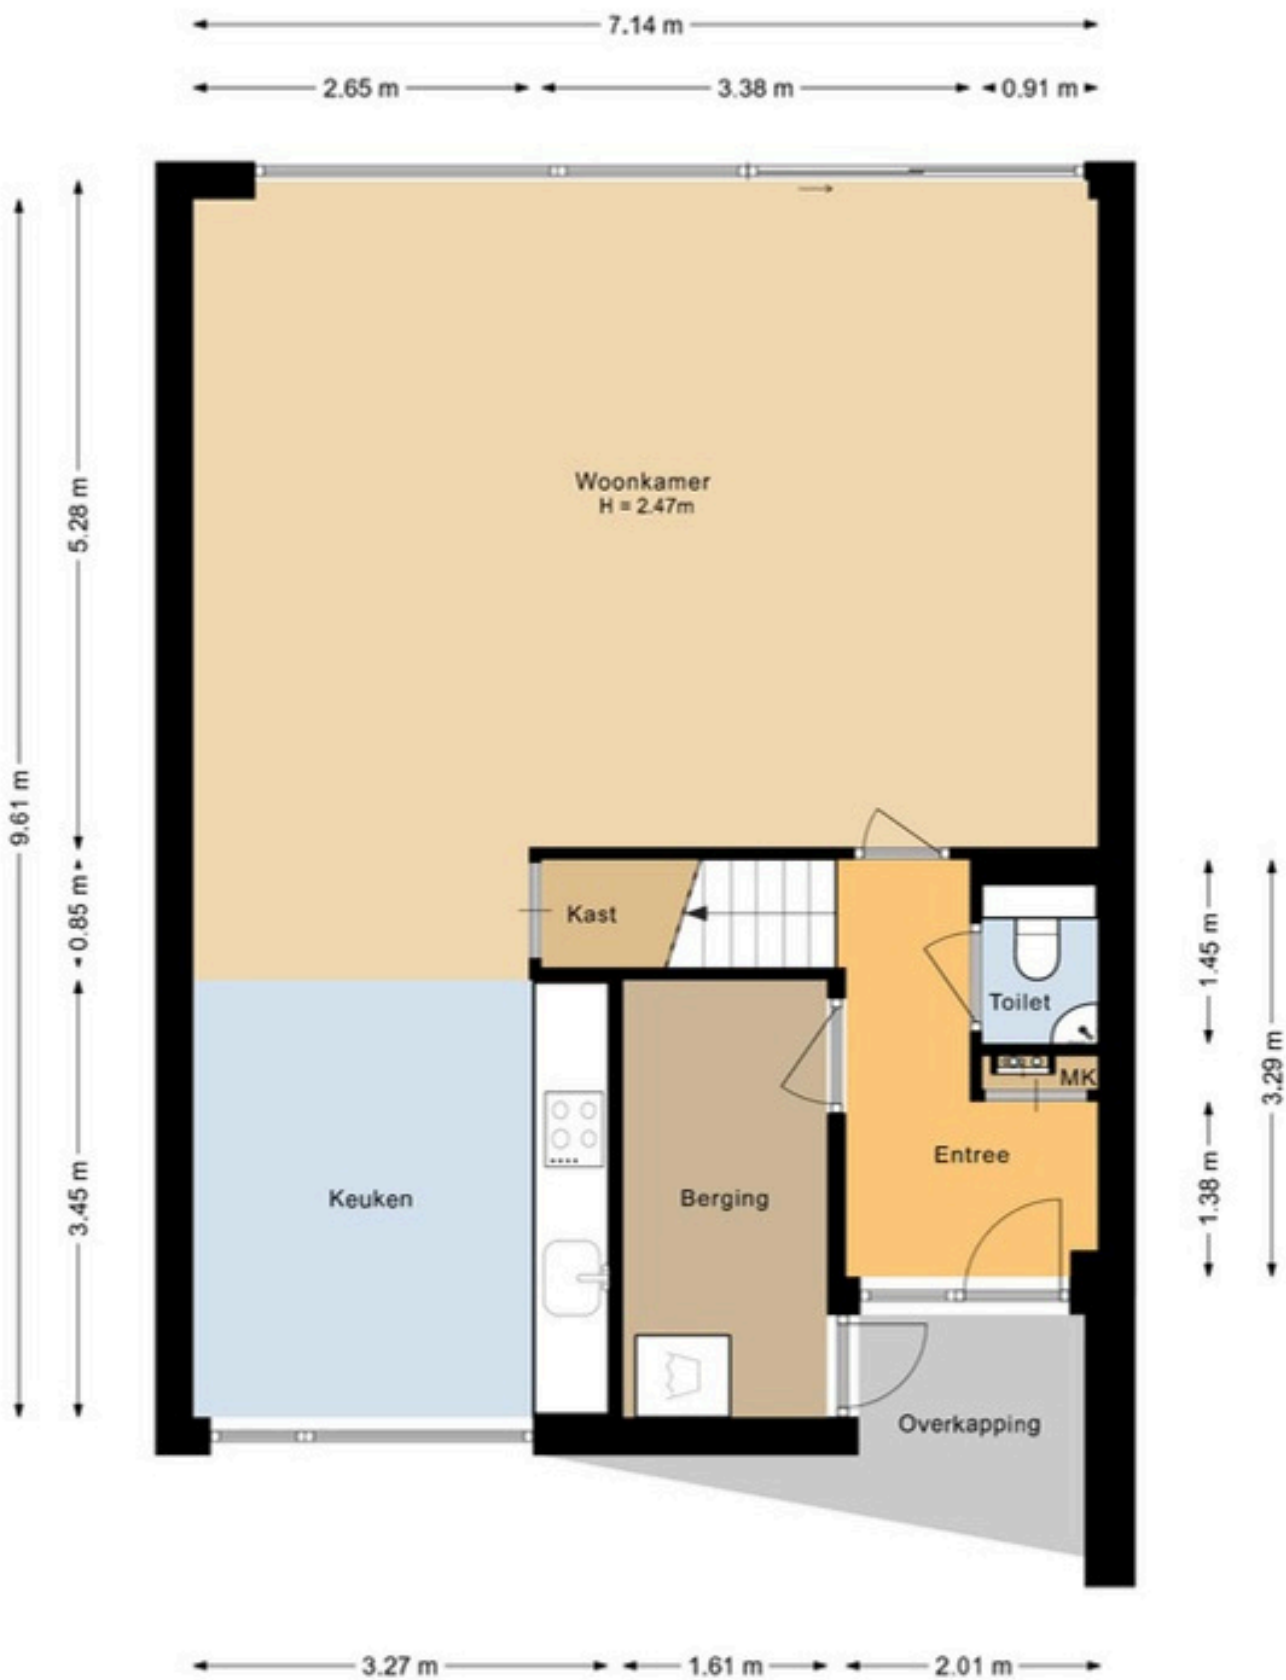 7.14 m
2.65 m
3.38 m
0.91 m
9.61 m
5.28 m
0.85 m
3.45 m
Woonkamer
H = 2.47m
Kast
Toilet
MK
Entree
Keuken
Berging
Overkapping
1.45 m
3.29 m
1.38 m
3.27 m
1.61 m
2.01 m